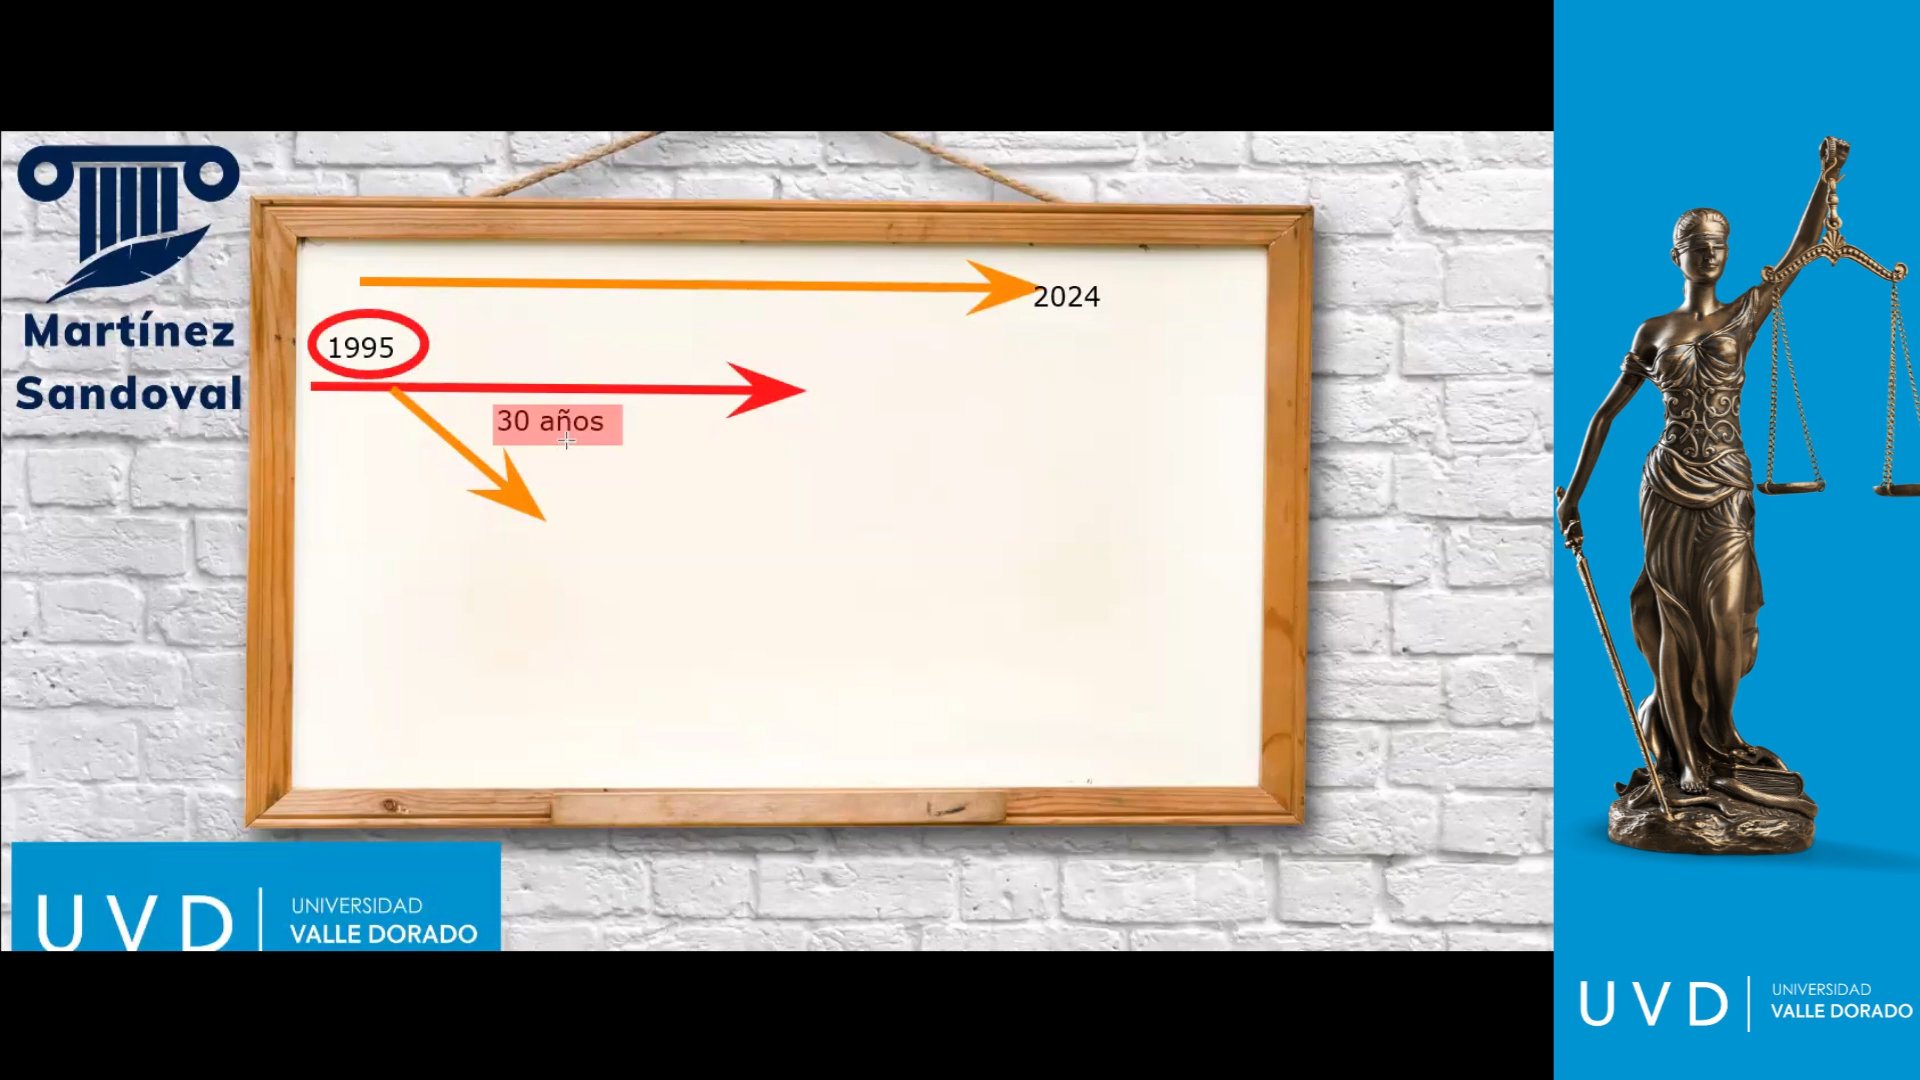 Martínez
Sandoval
2024
1995
30 años
UVD
UNIVERSIDAD
VALLE DORADO
UVD
UNIVERSIDAD
VALLE DORADO